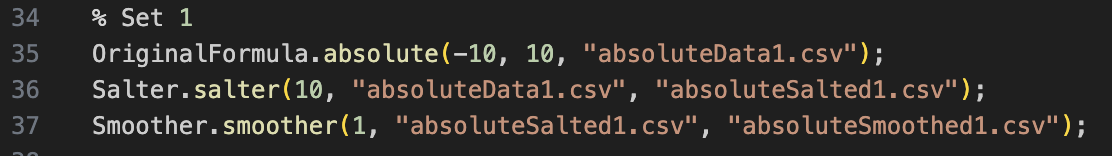 34 % Set 1
35 OriginalFormula.absolute(-10, 10, "absoluteData1.csv");
36 Salter.salter(10, "absoluteData1.csv", "absoluteSalted1.csv");
37 Smoother.smoother(1, "absoluteSalted1.csv", "absoluteSmoothed1.csv");